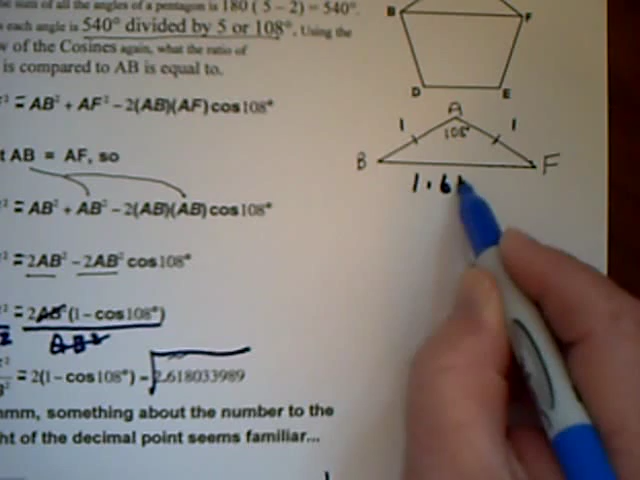 sum of all the angles of a pentagon is 180 ( 5 – 2) = 540°.
each angle is 540° divided by 5 or 108°. Using the
of the Cosines again, what the ratio of
is compared to AB is equal to.
² = AB² + AF² – 2(AB)(AF) cos108°
AB = AF, so
² = AB² + AB² – 2(AB)(AB) cos108°
² = 2AB² – 2AB² cos108°
² = 2AB² (1 – cos108°)
AB²
= 2(1 – cos108°) = 2.618033989
something about the number to the
of the decimal point seems familiar...
B F
D E
A
1 108° 1
B F
1.61